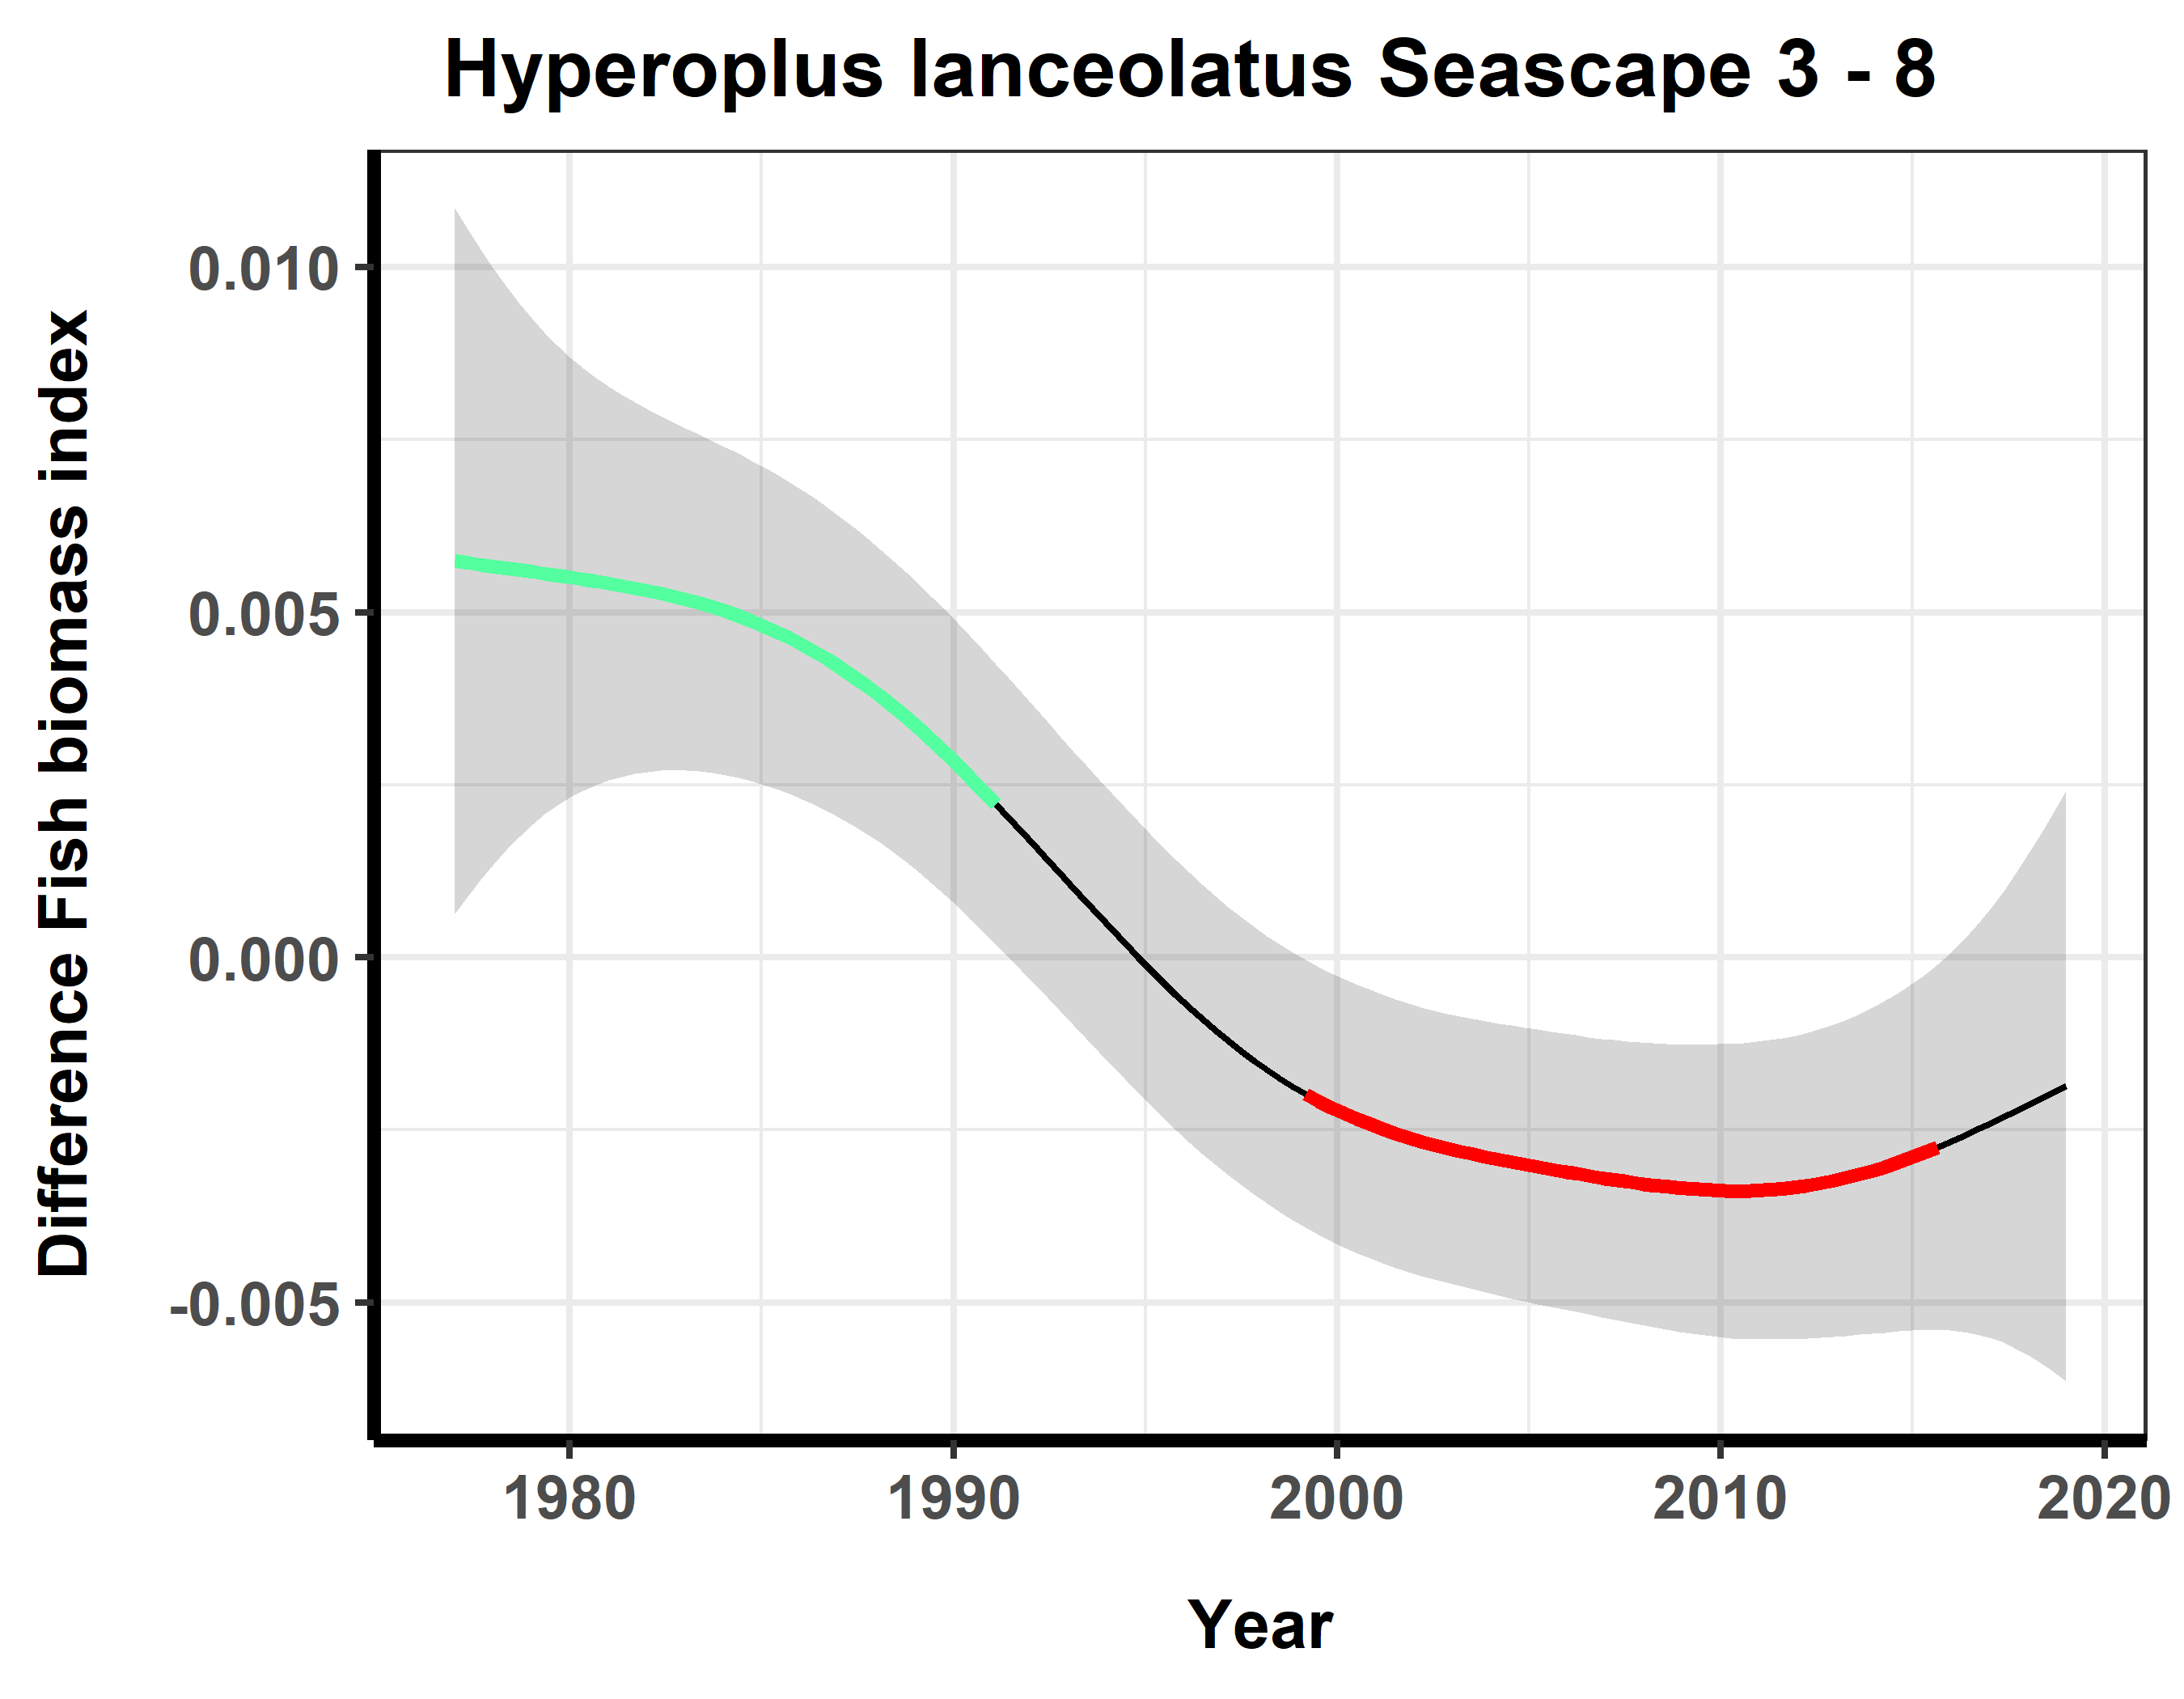 Hyperoplus lanceolatus Seascape 3 - 8
Difference Fish biomass index
0.010
0.005
0.000
-0.005
1980 1990 2000 2010 2020
Year